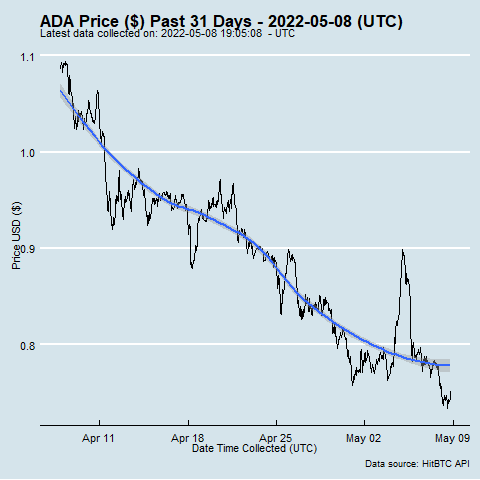 ADA Price ($) Past 31 Days - 2022-05-08 (UTC)
Latest data collected on: 2022-05-08 19:05:08 - UTC
1.1
1.0
0.9
0.8
Price USD ($)
Apr 11 Apr 18 Apr 25 May 02 May 09
Date Time Collected (UTC)
Data source: HitBTC API